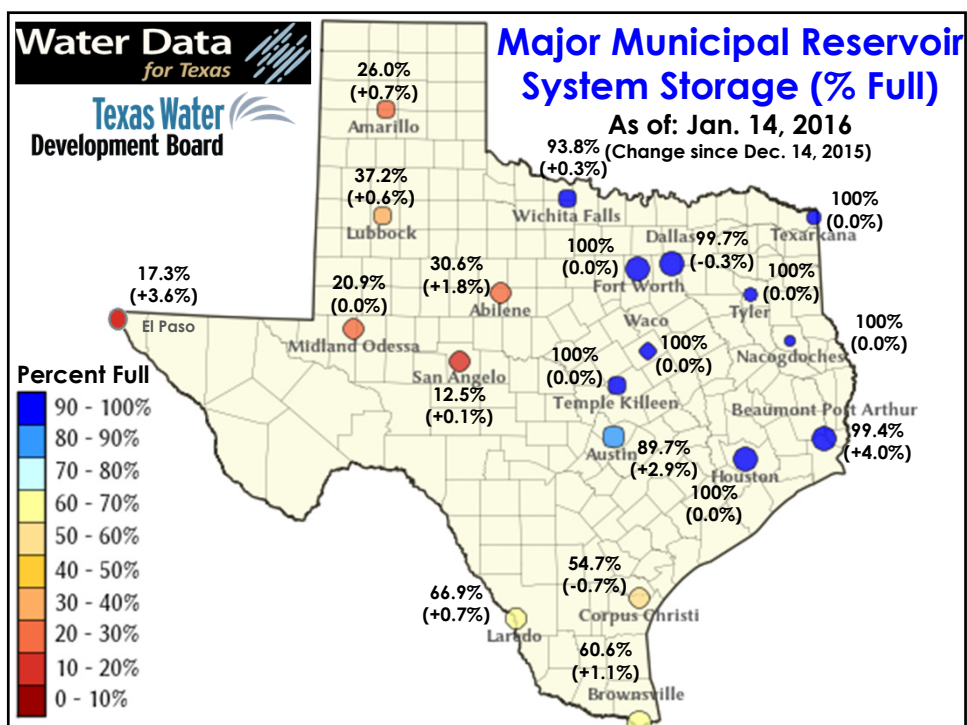 Water Data
for Texas
Texas Water
Development Board
Major Municipal Reservoir
System Storage (% Full)
As of: Jan. 14, 2016
(Change since Dec. 14, 2015)
26.0%
(+0.7%)
Amarillo
37.2%
(+0.6%)
Lubbock
93.8%
(+0.3%)
Wichita Falls
100%
(0.0%)
Texarkana
100%
(0.0%)
Fort Worth
Dallas
99.7%
(-0.3%)
100%
(0.0%)
Tyler
17.3%
(+3.6%)
El Paso
20.9%
(0.0%)
Midland Odessa
30.6%
(+1.8%)
Abilene
Waco
100%
(0.0%)
100%
(0.0%)
Nacogdoches
San Angelo
12.5%
(+0.1%)
100%
(0.0%)
Temple Killeen
Beaumont Port Arthur
99.4%
(+4.0%)
Austin
89.7%
(+2.9%)
Houston
100%
(0.0%)
54.7%
(-0.7%)
Corpus Christi
66.9%
(+0.7%)
Laredo
60.6%
(+1.1%)
Brownsville
Percent Full
90 - 100%
80 - 90%
70 - 80%
60 - 70%
50 - 60%
40 - 50%
30 - 40%
20 - 30%
10 - 20%
0 - 10%